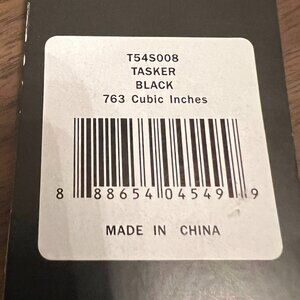 T54S008
TASKER
BLACK
763 Cubic Inches
8 88654 04549 9
MADE IN CHINA